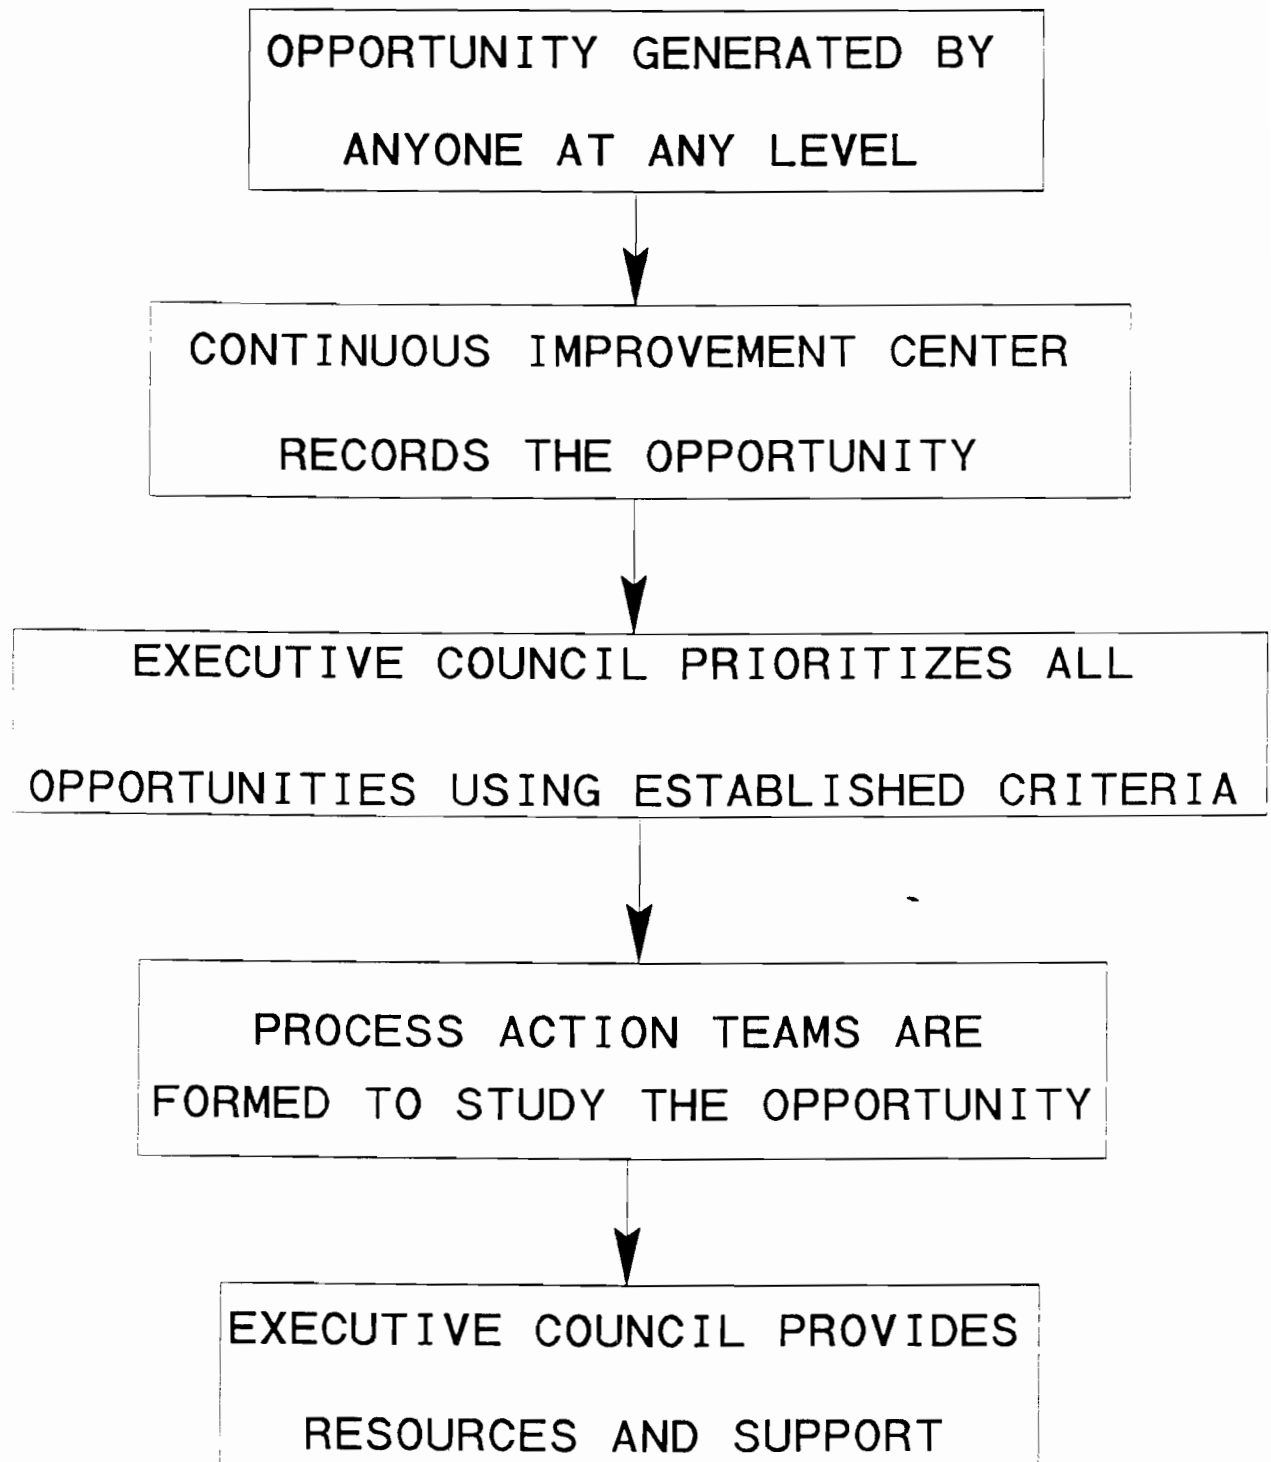 OPPORTUNITY GENERATED BY
ANYONE AT ANY LEVEL
CONTINUOUS IMPROVEMENT CENTER
RECORDS THE OPPORTUNITY
EXECUTIVE COUNCIL PRIORITIZES ALL
OPPORTUNITIES USING ESTABLISHED CRITERIA
PROCESS ACTION TEAMS ARE
FORMED TO STUDY THE OPPORTUNITY
EXECUTIVE COUNCIL PROVIDES
RESOURCES AND SUPPORT